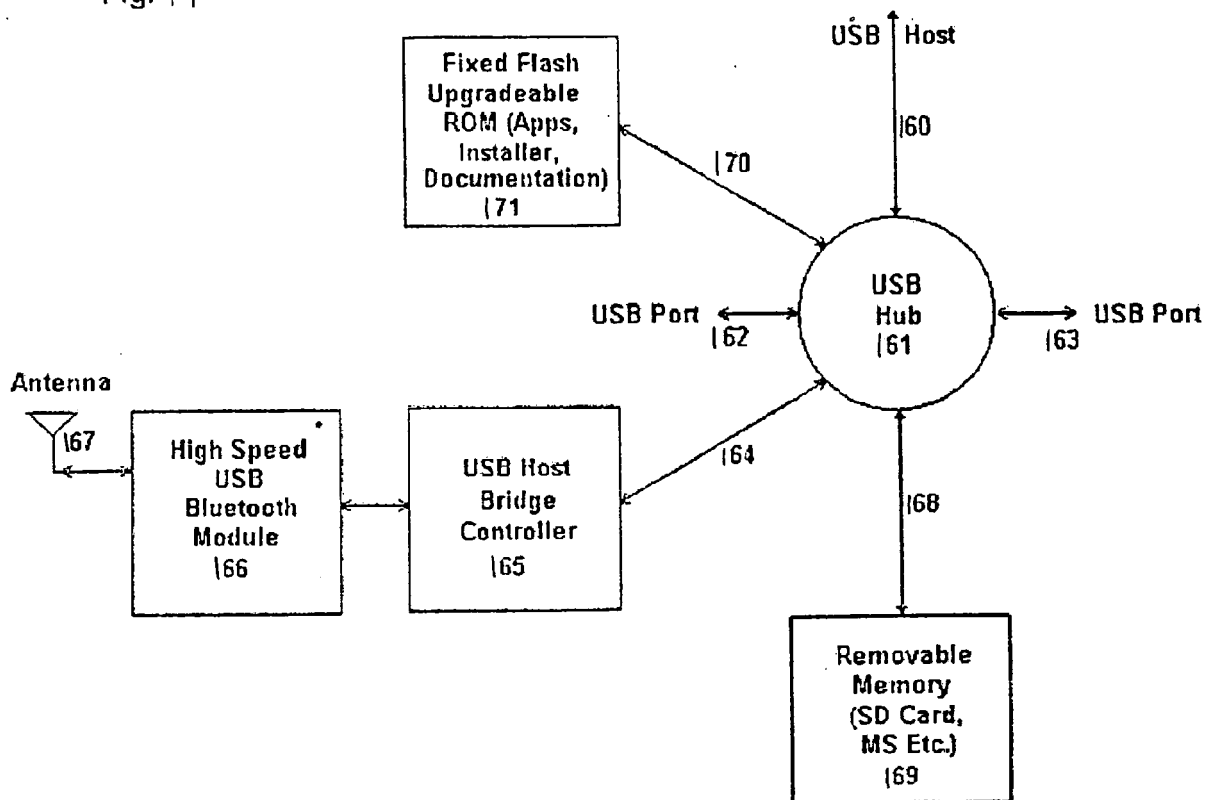 Fig.
USB Host
160
Fixed Flash
Upgradeable
ROM (Apps,
Installer,
Documentation)
171
170
USB
Hub
161
USB Port
162
163
USB Port
Antenna
167
High Speed
USB
Bluetooth
Module
166
USB Host
Bridge
Controller
165
164
168
Removable
Memory
(SD Card,
MS Etc.)
169